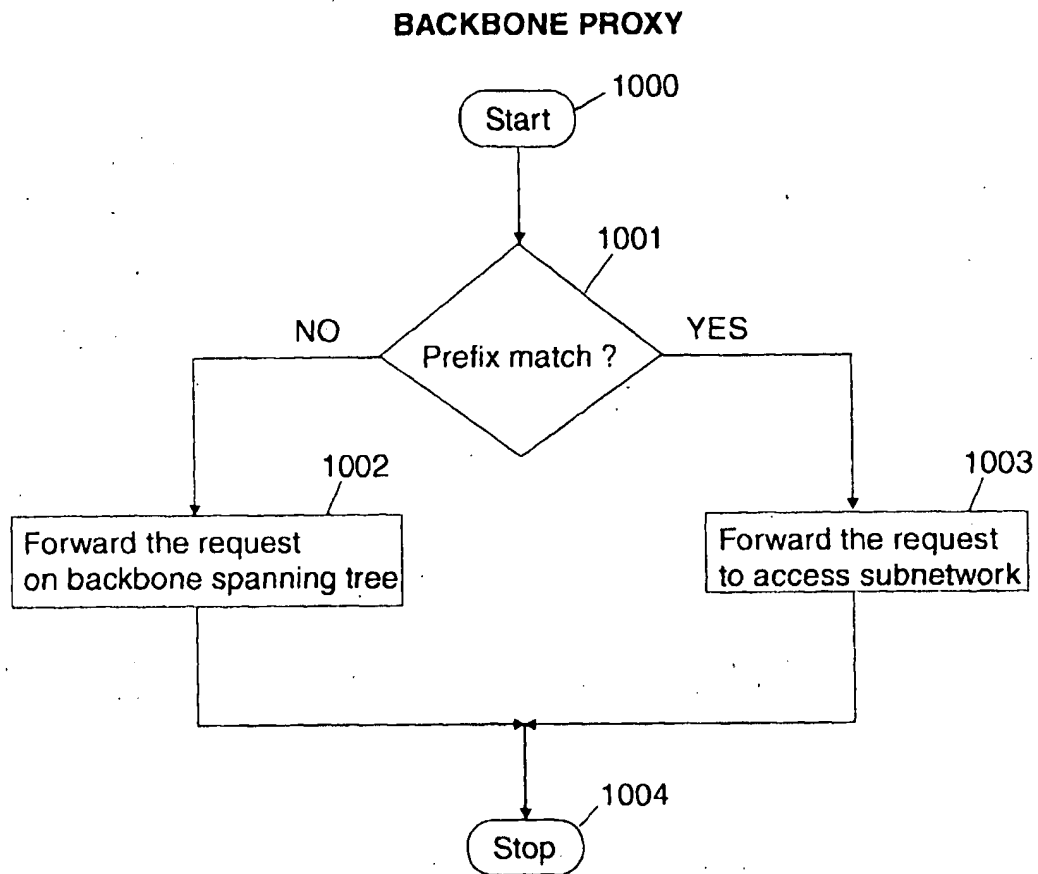 BACKBONE PROXY
1000
Start
1001
NO
YES
Prefix match ?
1002
1003
Forward the request
on backbone spanning tree
Forward the request
to access subnetwork
1004
Stop